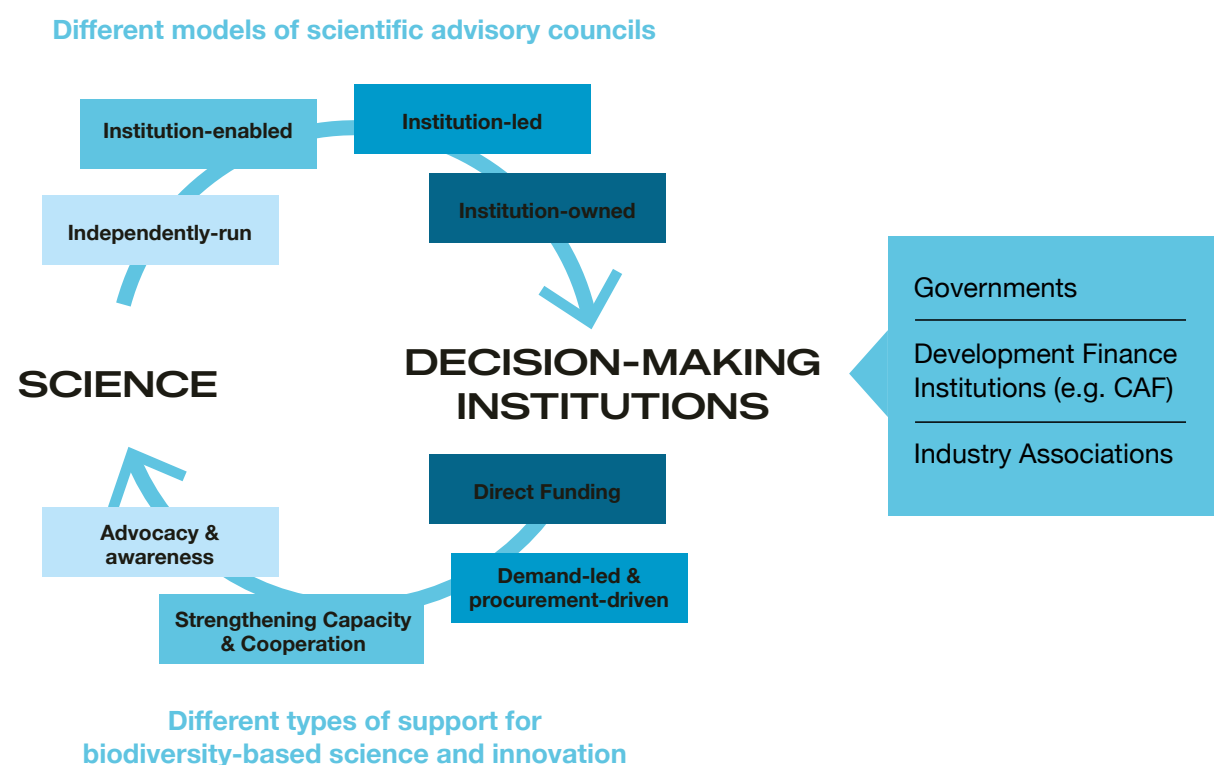 Different models of scientific advisory councils
Institution-enabled
Institution-led
Independently-run
Institution-owned
SCIENCE
DECISION-MAKING
INSTITUTIONS
Governments
Development Finance
Institutions (e.g. CAF)
Industry Associations
Direct Funding
Advocacy &
awareness
Demand-led &
procurement-driven
Strengthening Capacity
& Cooperation
Different types of support for
biodiversity-based science and innovation